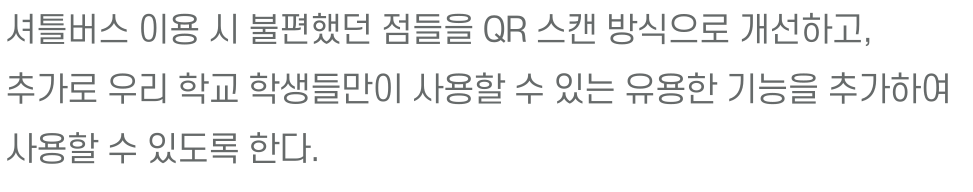 셔틀버스 이용 시 불편했던 점들을 QR 스캔 방식으로 개선하고,
추가로 우리 학교 학생들만이 사용할 수 있는 유용한 기능을 추가하여
사용할 수 있도록 한다.